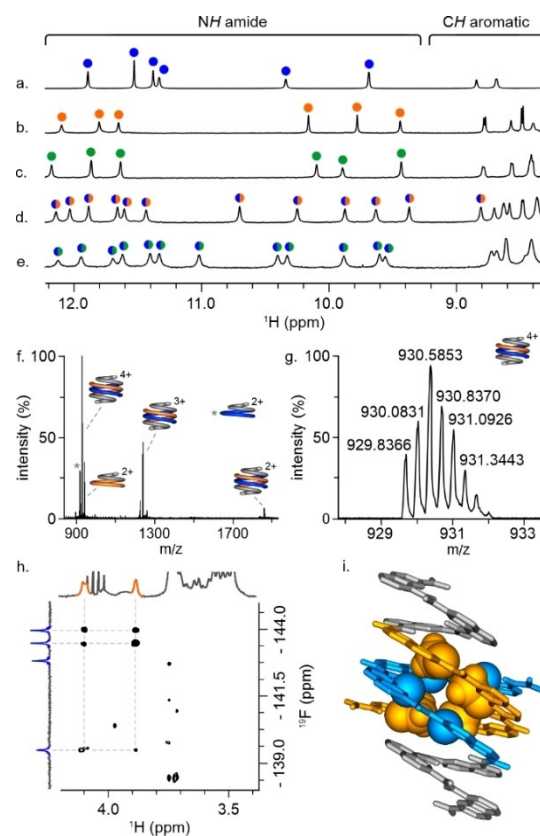 NH amide CH aromatic
a.
b.
c.
d.
e.
12.0 11.0 10.0 9.0
¹H (ppm)
f. g.
100 4+ 3+ 2+ 100 4+
* 2+ 2+
50 50
0 0
intensity (%) intensity (%)
930.5853
930.0831 930.8370
929.8366 931.0926
931.3443
900 1300 1700 929 931 933
m/z m/z
h. i.
- 144.0
- 141.5
- 139.0
¹⁹F (ppm)
4.0 3.5
¹H (ppm)